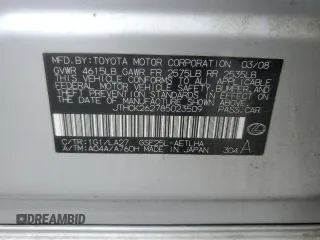 MFD.BY:TOYOTA MOTOR CORPORATION 03/08
GVWR 4615LB GAWR FR 2575LB RR 2535LB
THIS VEHICLE CONFORMS TO ALL APPLICABLE FEDERAL MOTOR VEHICLE SAFETY, BUMPER, AND THEFT PREVENTION STANDARDS IN EFFECT ON THE DATE OF MANUFACTURE SHOWN ABOVE.
JTHCK262785023509 PASS.CAR
C/TR:1G1/LA27 GSE25L-AETLHA
A/TM:A04A/A760H MADE IN JAPAN 304 A
DREAMBID
PREMIUM AUTO